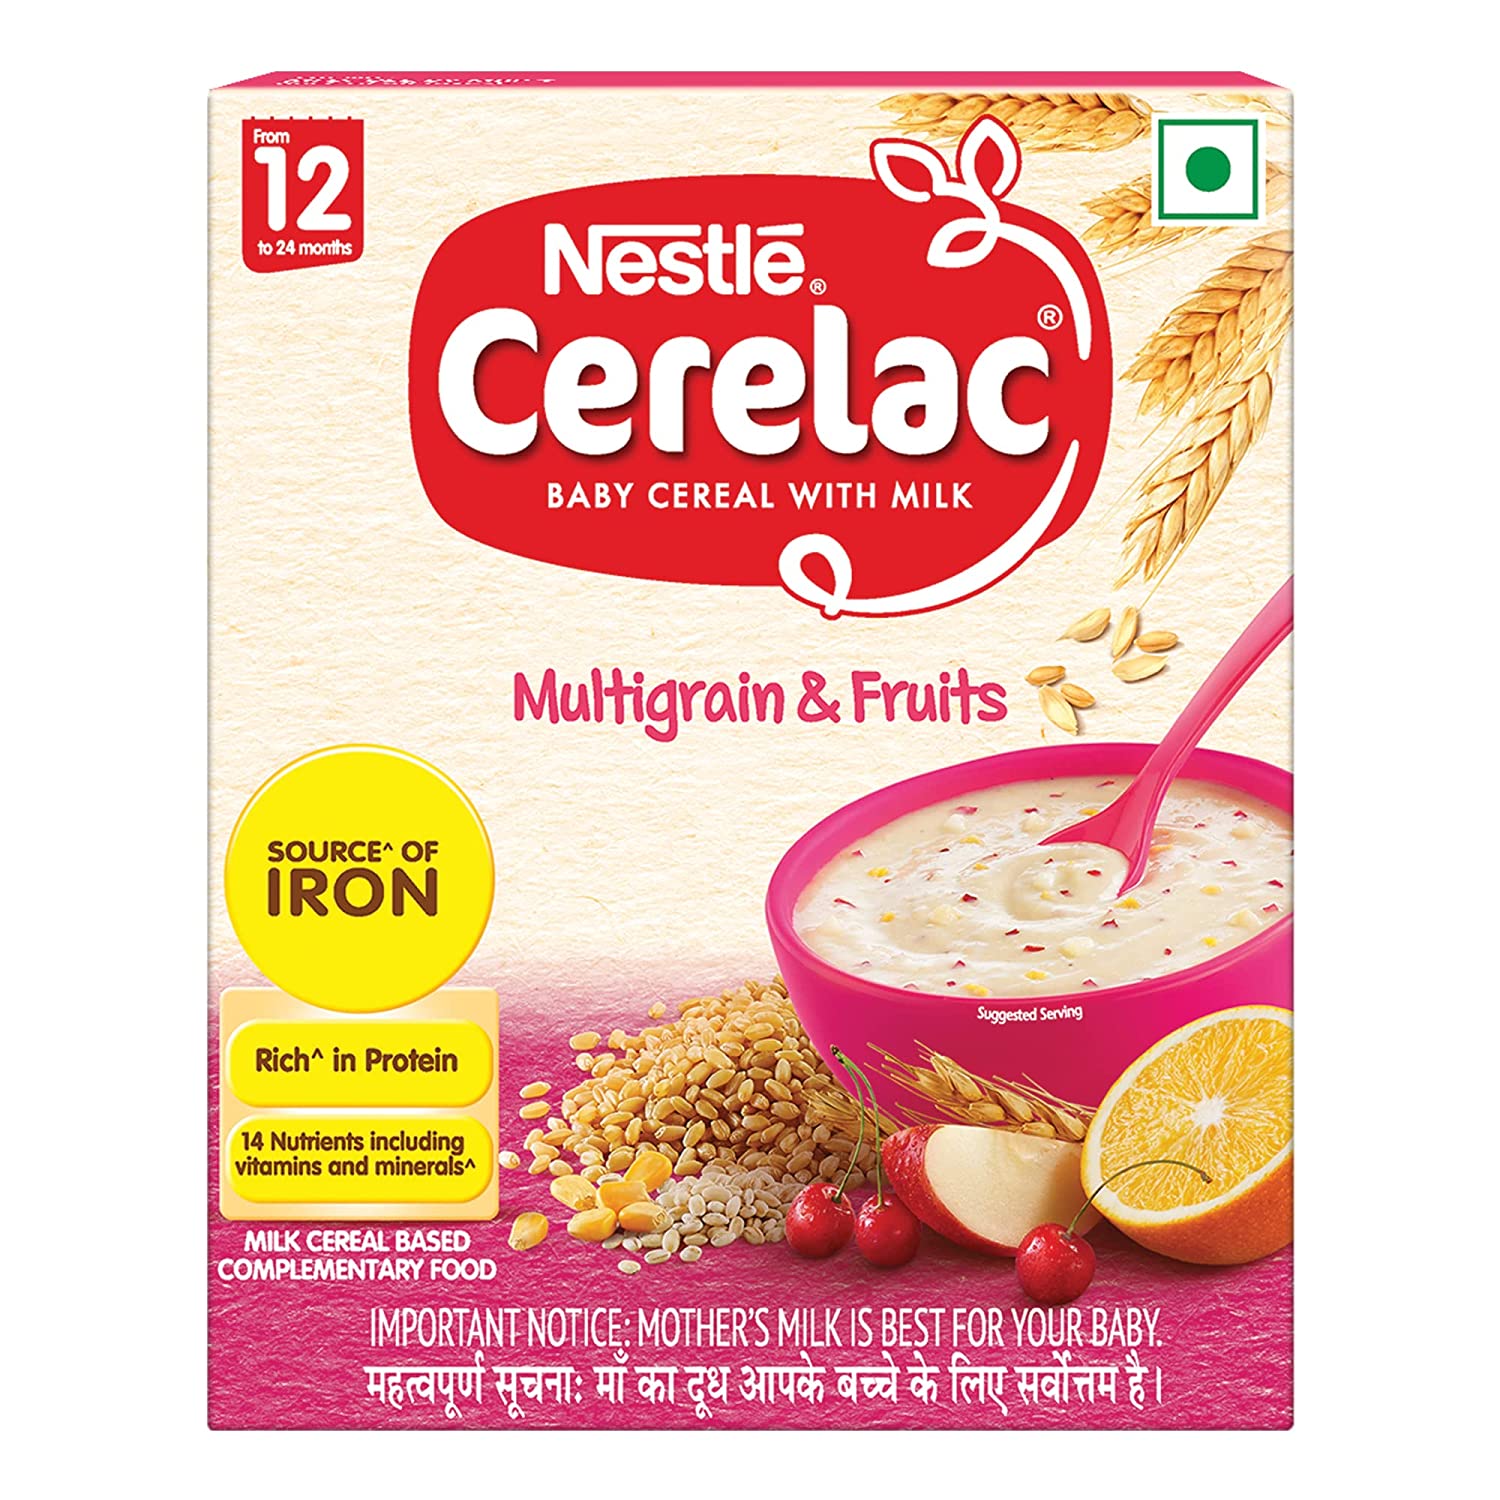 From
12
to 24 months
Nestlé®
Cerelac®
BABY CEREAL WITH MILK
Multigrain & Fruits
SOURCE^ OF
IRON
Rich^ in Protein
14 Nutrients including
vitamins and minerals^
MILK CEREAL BASED
COMPLEMENTARY FOOD
Suggested Serving
IMPORTANT NOTICE: MOTHER'S MILK IS BEST FOR YOUR BABY.
महत्वपूर्ण सूचना: माँ का दूध आपके बच्चे के लिए सर्वोत्तम है।